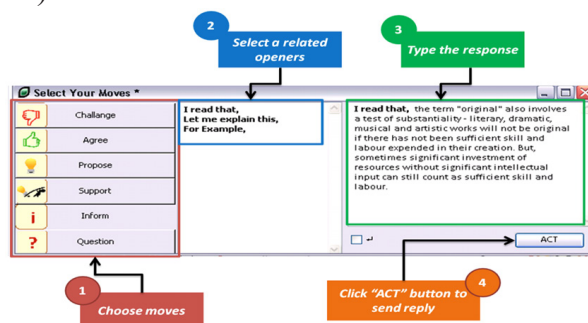 2
Select a related
openers
3
Type the response
Select Your Moves *
Challange
Agree
Propose
Support
Inform
Question
I read that,
Let me explain this,
For Example,
I read that, the term "original" also involves
a test of substantiality - literary, dramatic,
musical and artistic works will not be original
if there has not been sufficient skill and
labour expended in their creation. But,
sometimes significant investment of
resources without significant intellectual
input can still count as sufficient skill and
labour.
ACT
1
Choose moves
4
Click "ACT" button to
send reply